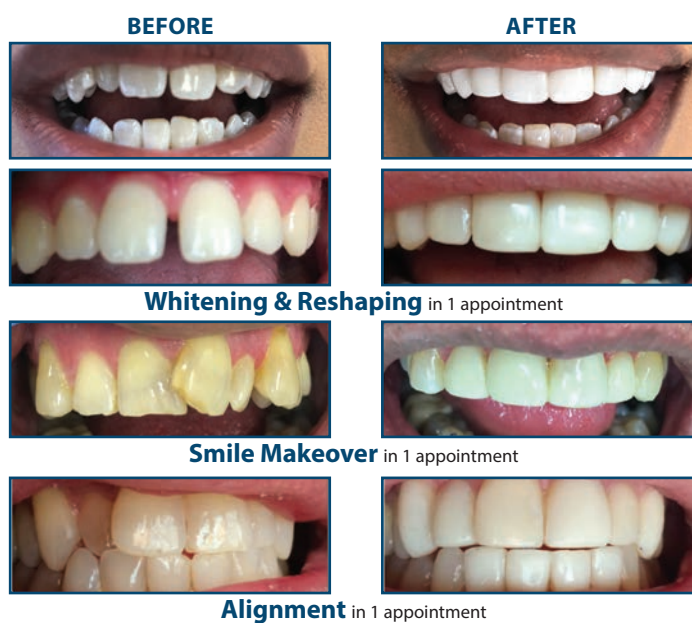 BEFORE AFTER
Whitening & Reshaping in 1 appointment
Smile Makeover in 1 appointment
Alignment in 1 appointment